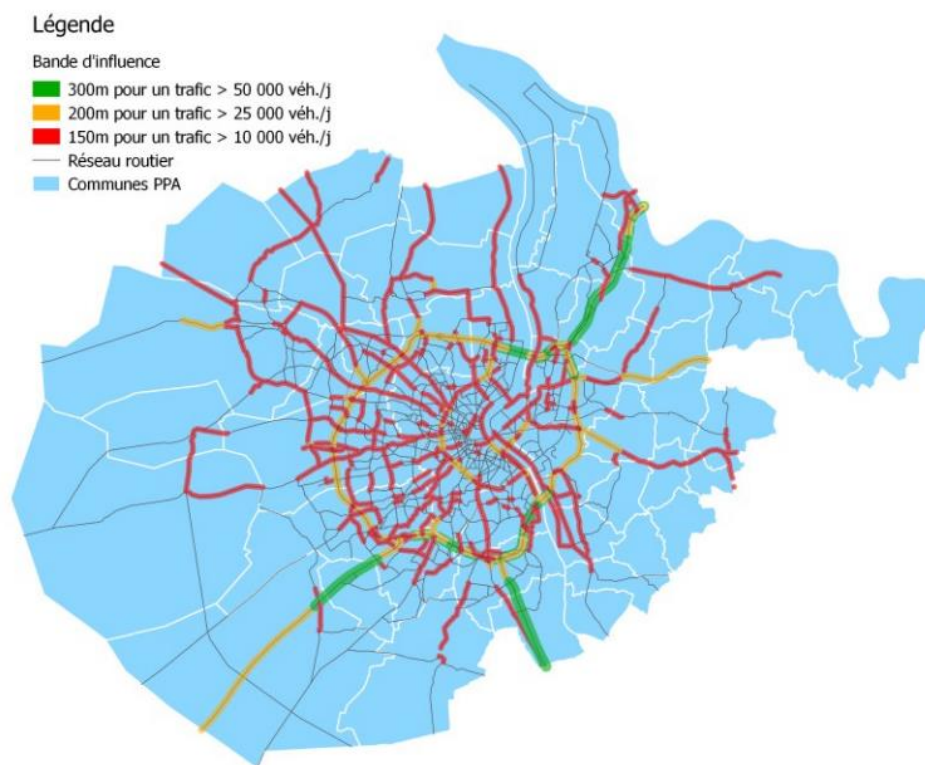 Légende
Bande d'influence
300m pour un trafic > 50 000 véh./j
200m pour un trafic > 25 000 véh./j
150m pour un trafic > 10 000 véh./j
Réseau routier
Communes PPA